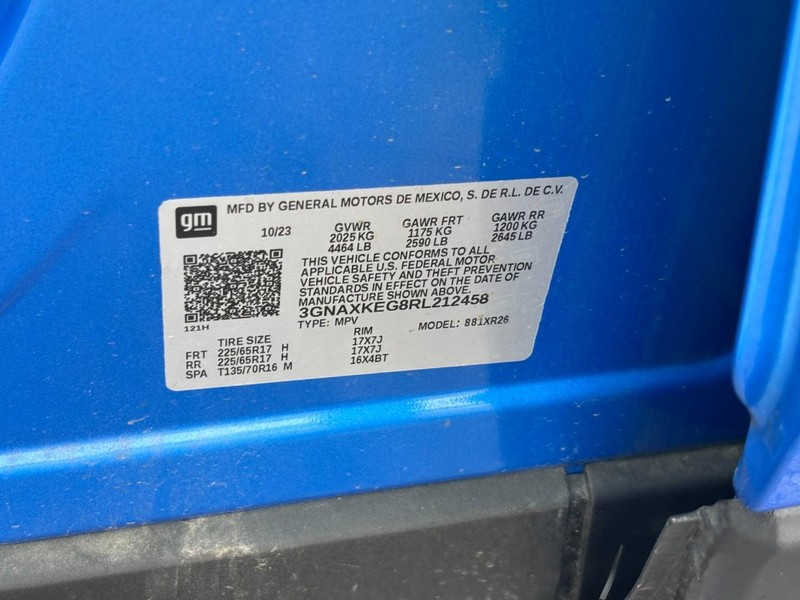 gm MFD BY GENERAL MOTORS DE MEXICO, S. DE R.L. DE C.V.
10/23 GVWR GAWR FRT GAWR RR
2025 KG 1175 KG 1200 KG
4464 LB 2590 LB 2645 LB
THIS VEHICLE CONFORMS TO ALL
APPLICABLE U.S. FEDERAL MOTOR
VEHICLE SAFETY AND THEFT PREVENTION
STANDARDS IN EFFECT ON THE DATE OF
MANUFACTURE SHOWN ABOVE.
3GNAXKEG8RL212458
121H
TYPE: MPV MODEL: 881XR26
TIRE SIZE RIM
FRT 225/65R17 H 17X7J
RR 225/65R17 H 17X7J
SPA T135/70R16 M 16X4BT